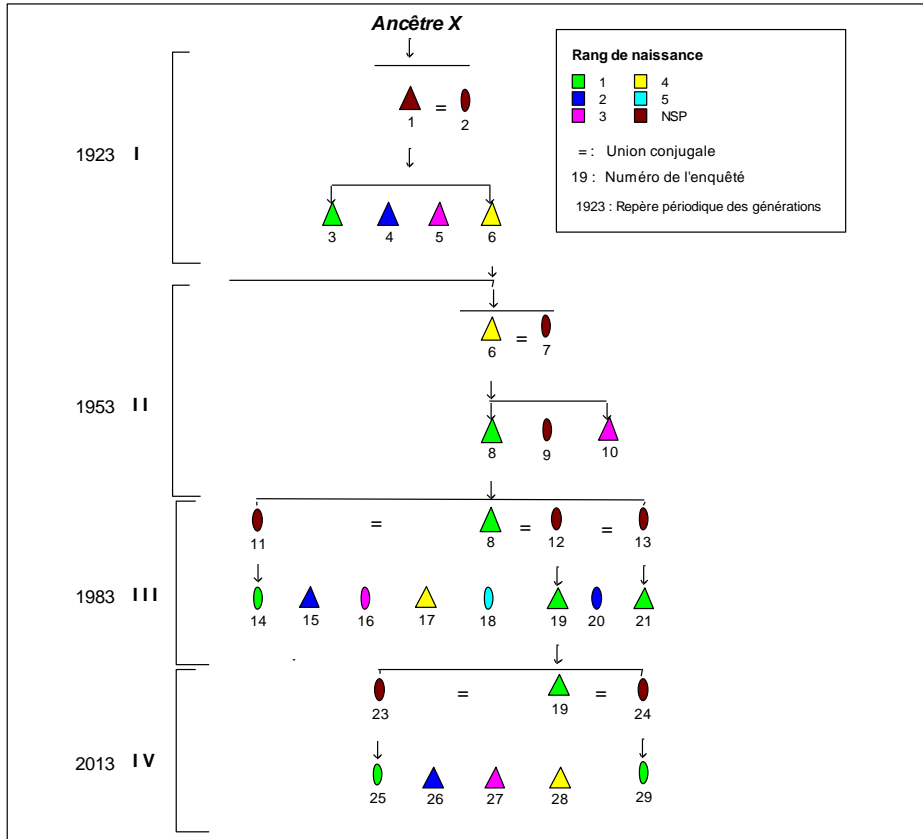 Ancêtre X
Rang de naissance
1 4
2 5
3 NSP
= : Union conjugale
19 : Numéro de l'enquêté
1923 : Repère périodique des générations
1 = 2
1923 I
3 4 5 6
6 = 7
1953 II
8 9 10
11 = 8 = 12 = 13
1983 III
14 15 16 17 18 19 20 21
23 = 19 = 24
2013 IV
25 26 27 28 29